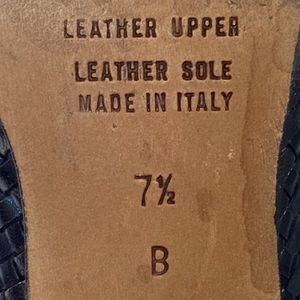 LEATHER UPPER
LEATHER SOLE
MADE IN ITALY
7½
B